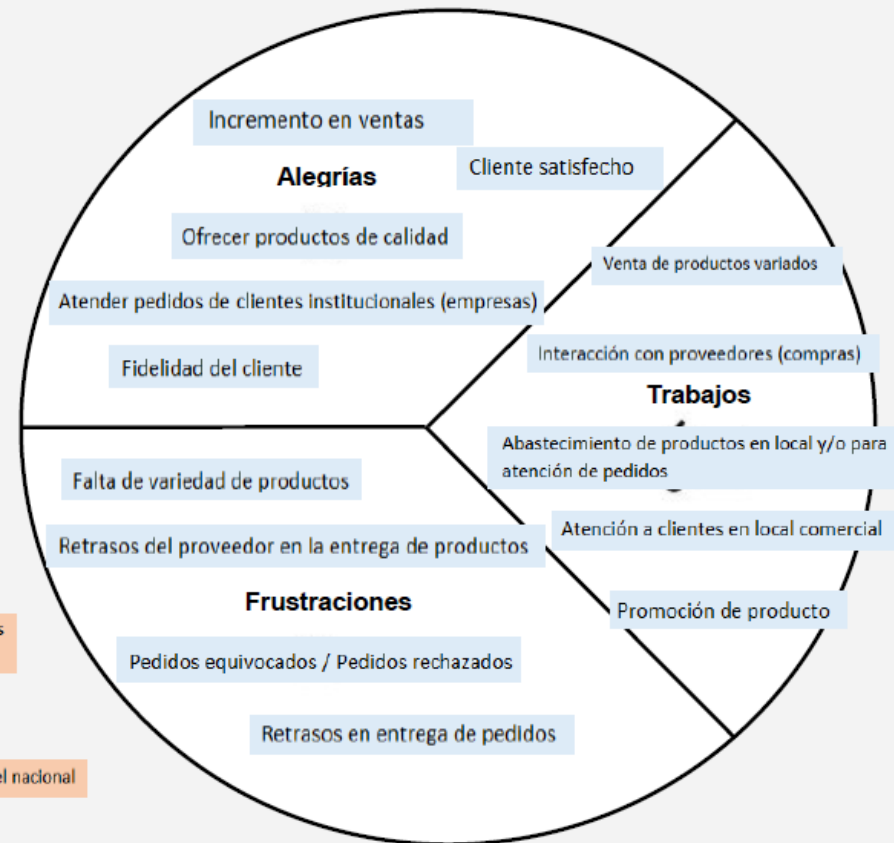 Incremento en ventas
Cliente satisfecho
Alegrías
Ofrecer productos de calidad
Atender pedidos de clientes institucionales (empresas)
Fidelidad del cliente
Venta de productos variados
Interacción con proveedores (compras)
Trabajos
Abastecimiento de productos en local y/o para
atención de pedidos
Atención a clientes en local comercial
Promoción de producto
Falta de variedad de productos
Retrasos del proveedor en la entrega de productos
Frustraciones
Pedidos equivocados / Pedidos rechazados
Retrasos en entrega de pedidos
nacional